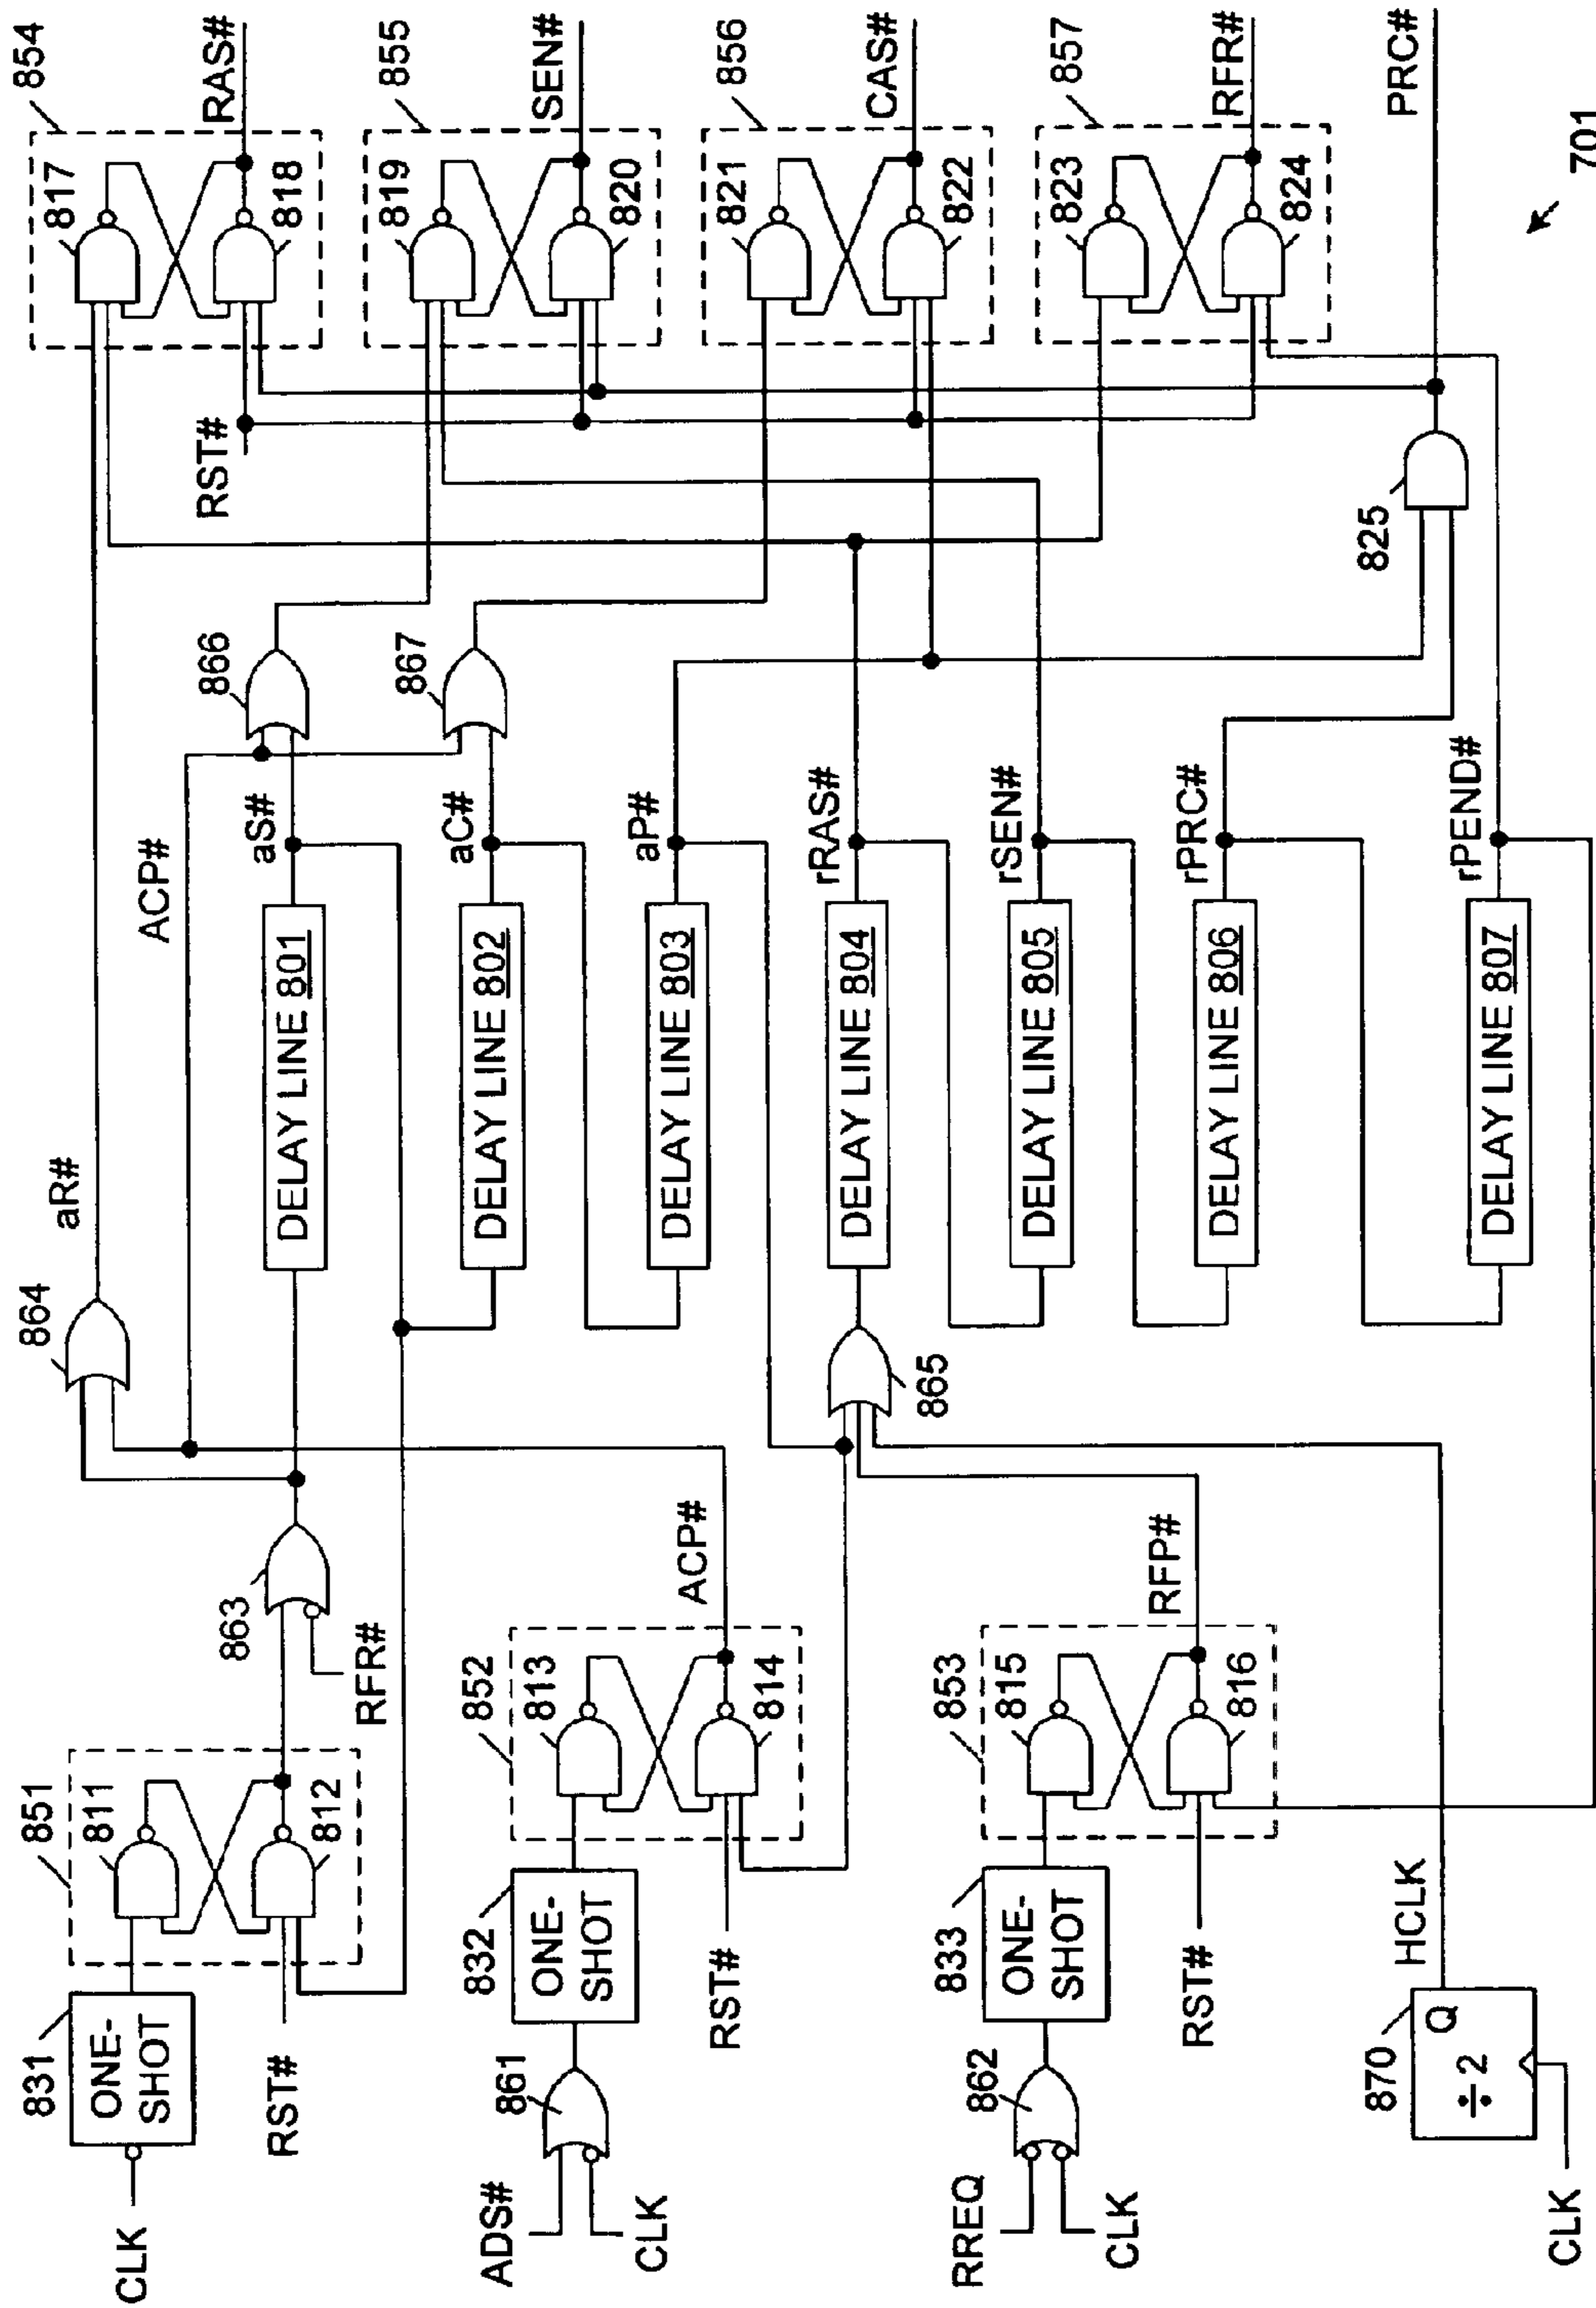 854
RAS#
817
818
855
SEN#
819
820
856
CAS#
821
822
857
RFR#
823
824
PRC#
701
RST#
825
866
867
ACP#
aS#
aC#
aP#
rRAS#
rSEN#
rPRC#
rPEND#
DELAY LINE 801
DELAY LINE 802
DELAY LINE 803
DELAY LINE 804
DELAY LINE 805
DELAY LINE 806
DELAY LINE 807
aR#
864
865
863
RFR#
ACP#
RFP#
851
811
812
852
813
814
853
815
816
831
ONE-
SHOT
832
ONE-
SHOT
833
ONE-
SHOT
RST#
RST#
RST#
HCLK
861
862
870
Q
÷2
CLK
ADS#
CLK
RREQ
CLK
CLK